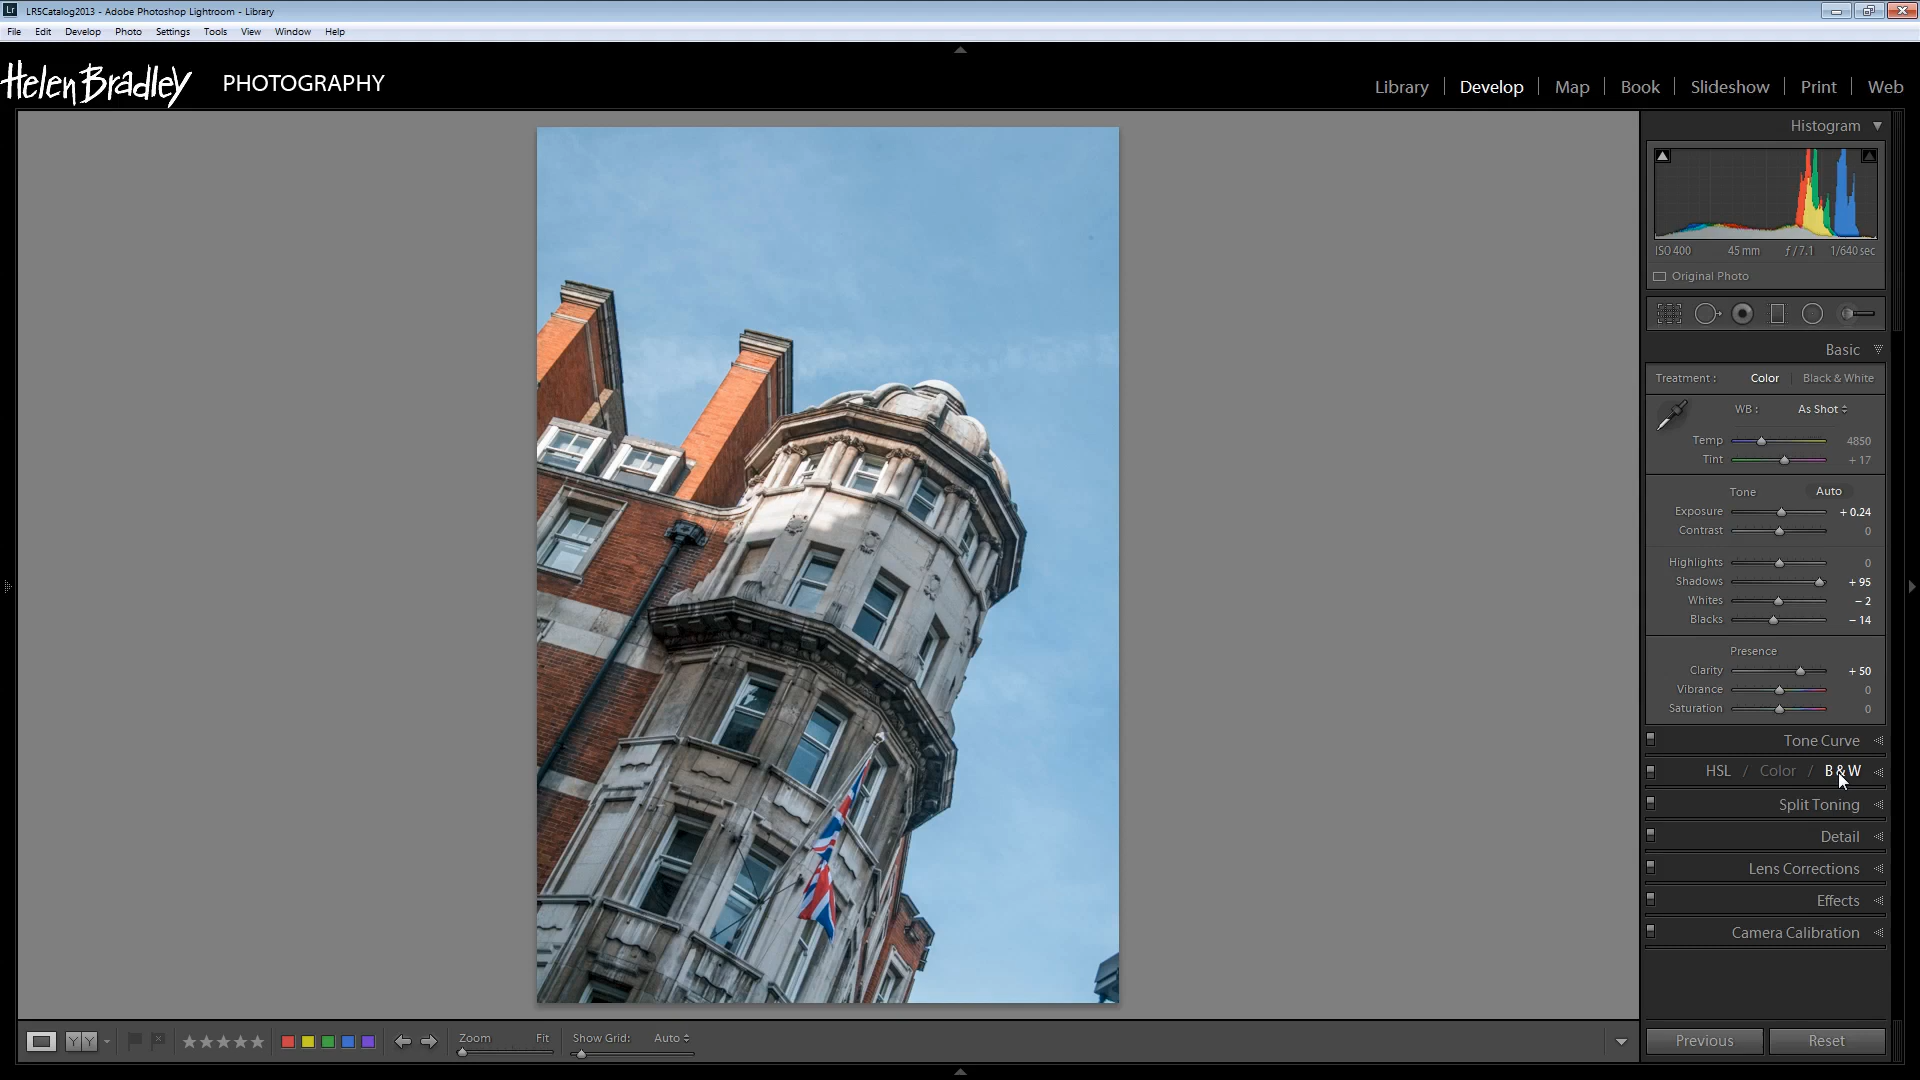 LR5Catalog2013 - Adobe Photoshop Lightroom - Library
File Edit Develop Photo Settings Tools View Window Help
Helen Bradley PHOTOGRAPHY
Library Develop Map Book Slideshow Print Web
Histogram
ISO 400 45 mm ƒ / 7.1 1/640 sec
Original Photo
Basic
Treatment : Color Black & White
WB : As Shot
Temp 4850
Tint + 17
Tone Auto
Exposure + 0.24
Contrast 0
Highlights 0
Shadows + 95
Whites – 2
Blacks – 14
Presence
Clarity + 50
Vibrance 0
Saturation 0
Tone Curve
HSL / Color / B & W
Split Toning
Detail
Lens Corrections
Effects
Camera Calibration
Zoom Fit Show Grid: Auto
Previous Reset